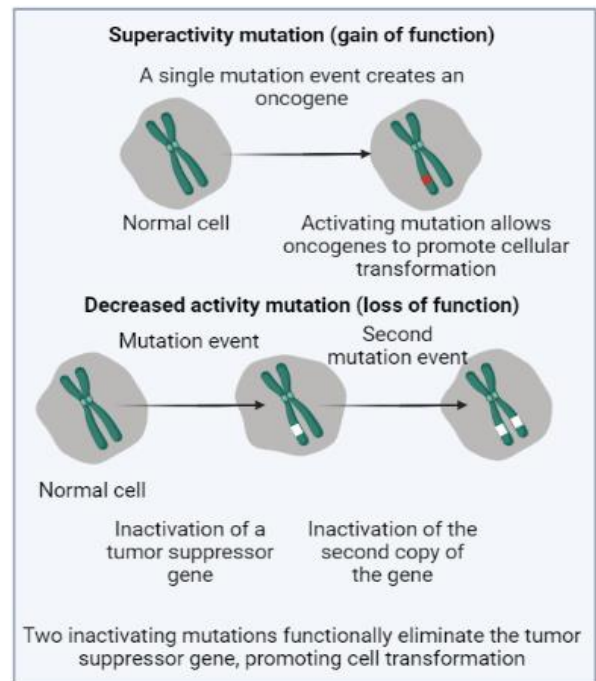 Superactivity mutation (gain of function)
A single mutation event creates an
oncogene
Normal cell
Activating mutation allows
oncogenes to promote cellular
transformation
Decreased activity mutation (loss of function)
Mutation event
Second
mutation event
Normal cell
Inactivation of a
tumor suppressor
gene
Inactivation of the
second copy of
the gene
Two inactivating mutations functionally eliminate the tumor
suppressor gene, promoting cell transformation